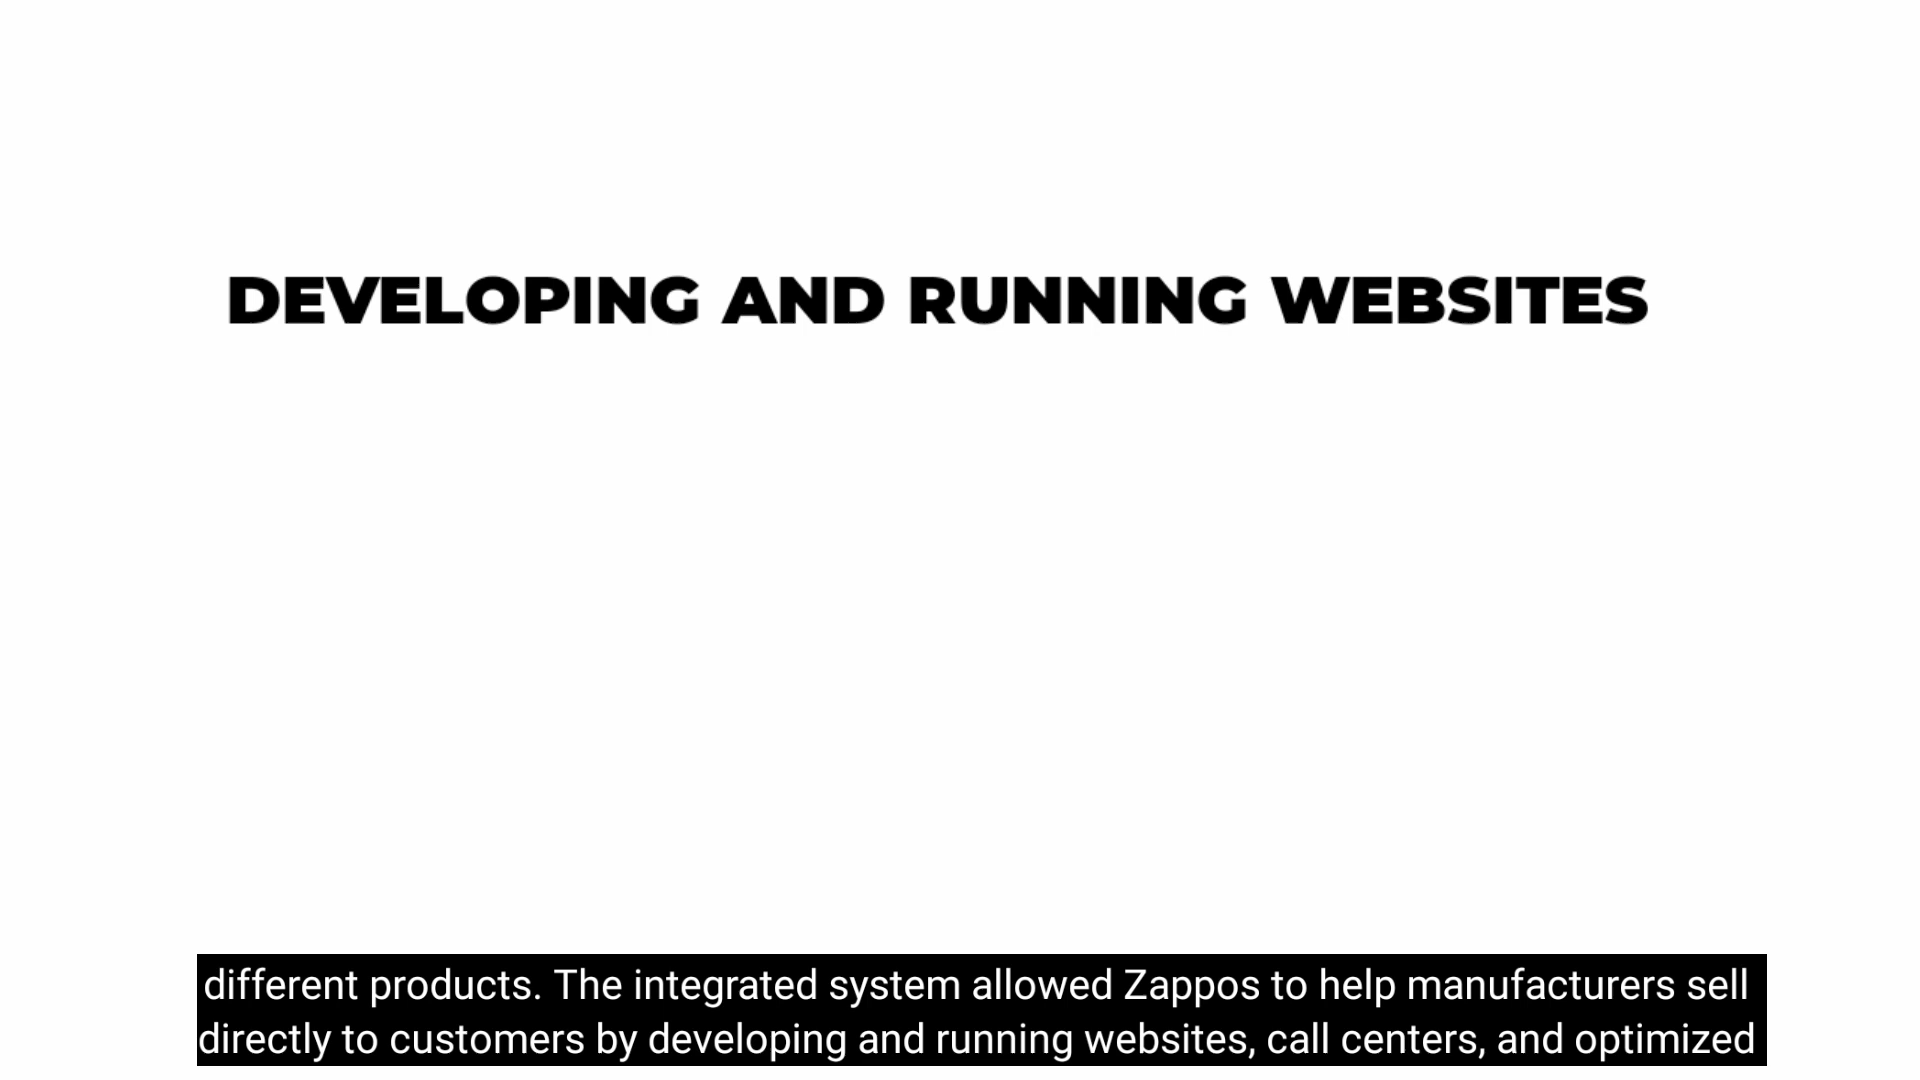 DEVELOPING AND RUNNING WEBSITES
different products. The integrated system allowed Zappos to help manufacturers sell
directly to customers by developing and running websites, call centers, and optimized